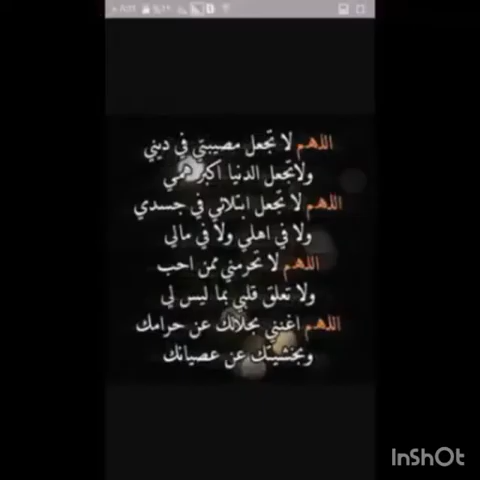 اللهم لا تجعل مصيبتي في ديني
ولاتجعل الدنيا اكبر همي
اللهم لا تجعل ابتلائي في جسدي
ولا في اهلي ولا في مالي
اللهم لا تحرمني ممن احب
ولا تعلق قلبي بما ليس لي
اللهم اغنني بحلالك عن حرامك
وبخشيتك عن عصيانك
InShOt